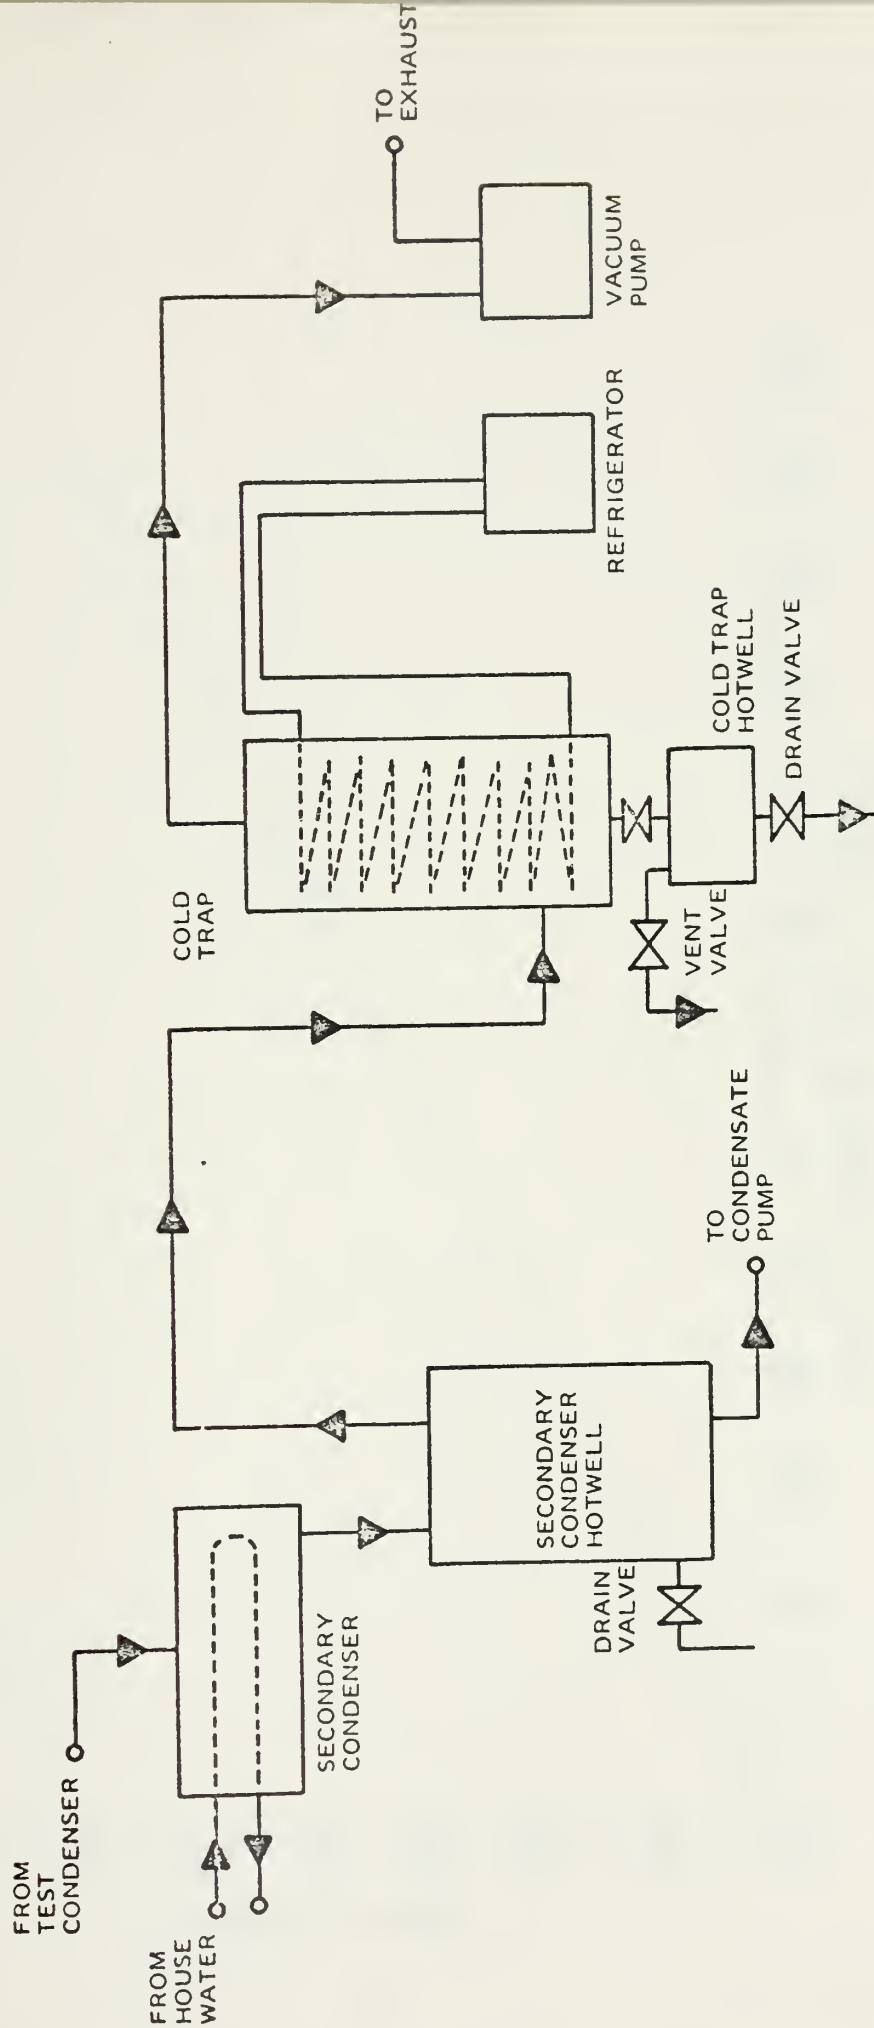 FROM
TEST
CONDENSER
FROM
HOUSE
WATER
SECONDARY
CONDENSER
DRAIN
VALVE
SECONDARY
CONDENSER
HOTWELL
TO
CONDENSATE
PUMP
COLD
TRAP
VENT
VALVE
COLD TRAP
HOTWELL
DRAIN VALVE
REFRIGERATOR
VACUUM
PUMP
TO
EXHAUST